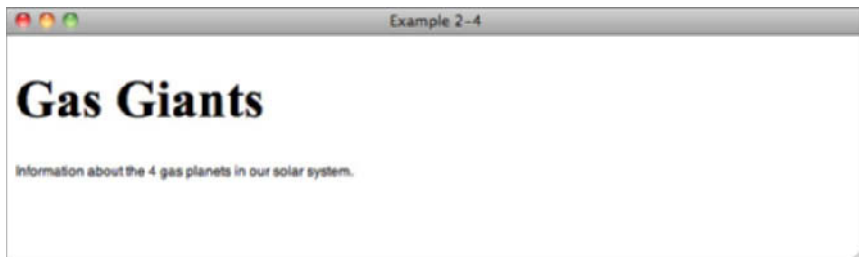 Example 2-4
Gas Giants
Information about the 4 gas planets in our solar system.